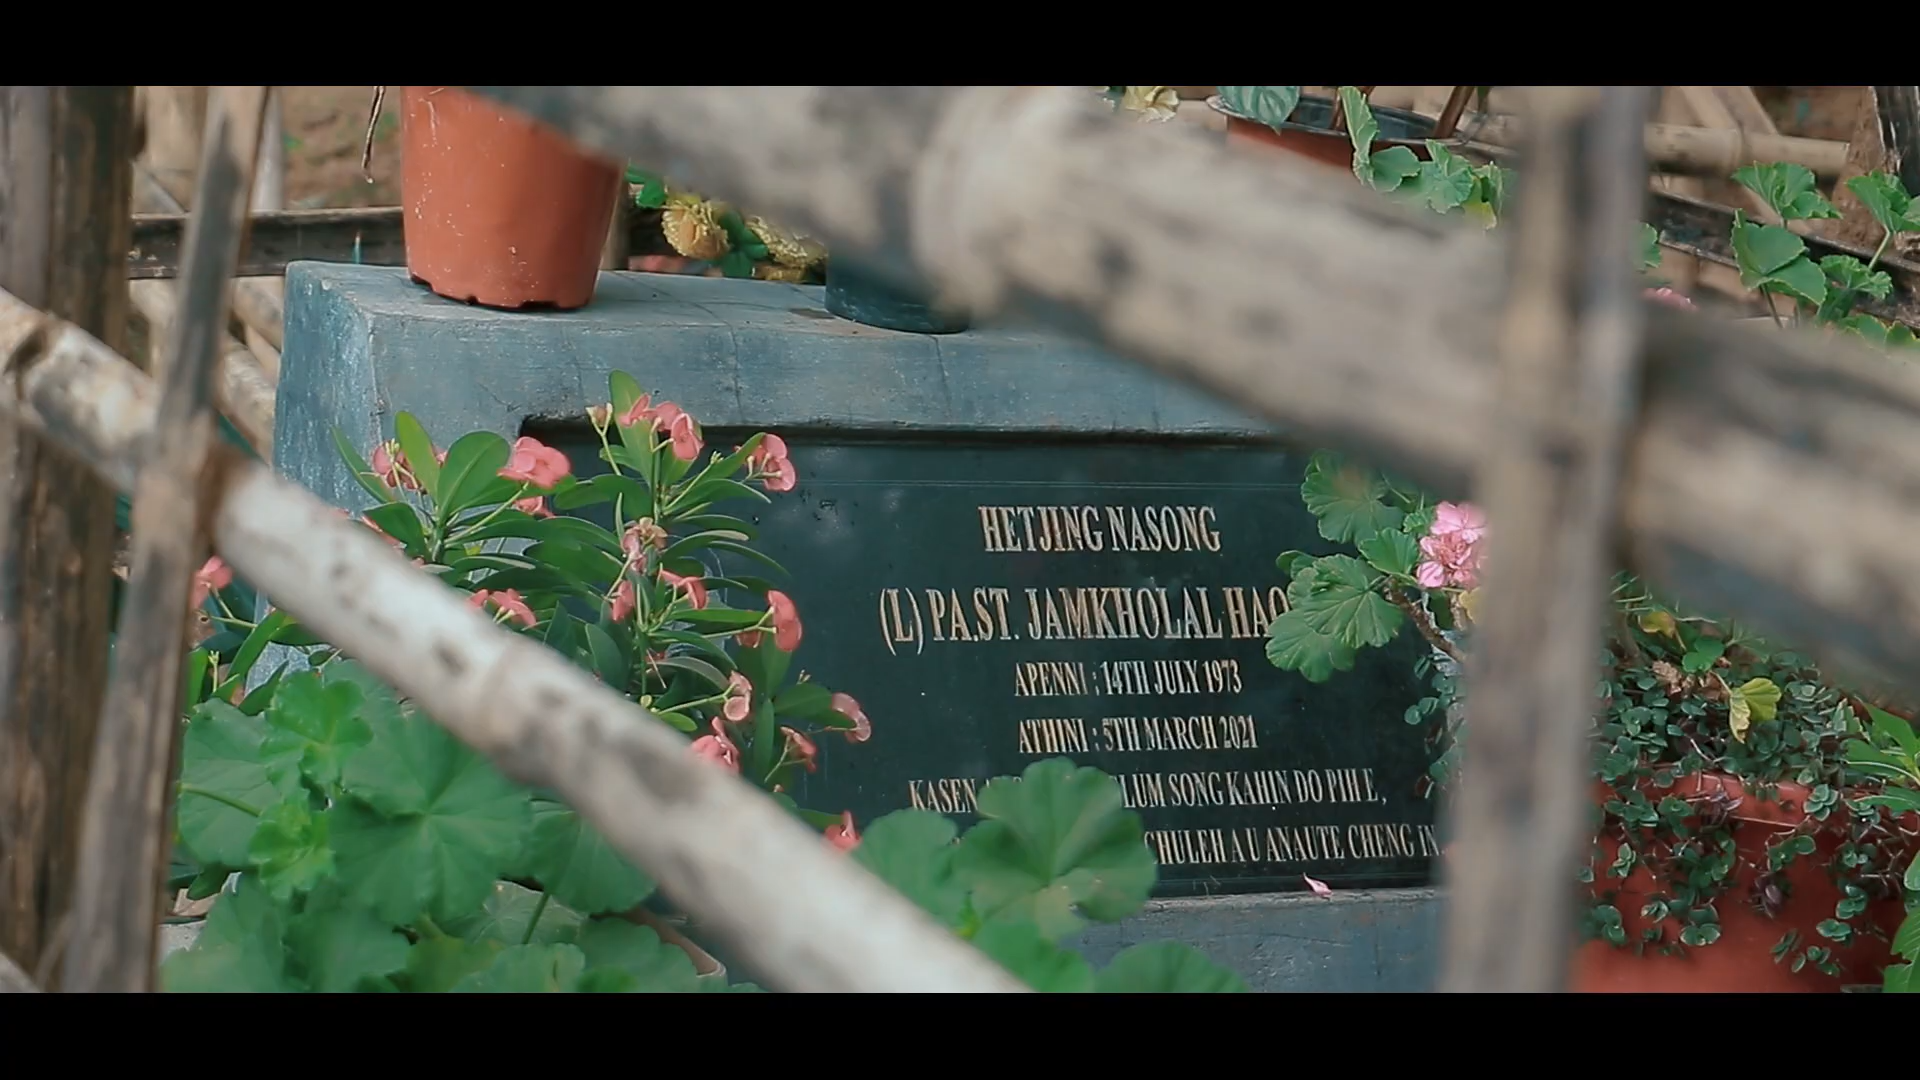 HETJING NASONG
(L) PA.ST. JAMKHOLAL HAO
APENNI : 14TH JULY 1973
ATHINI : 5TH MARCH 2021
KASEN LUM SONG KAHIN DO PIH E,
CHULEH A U ANAUTE CHENG IN